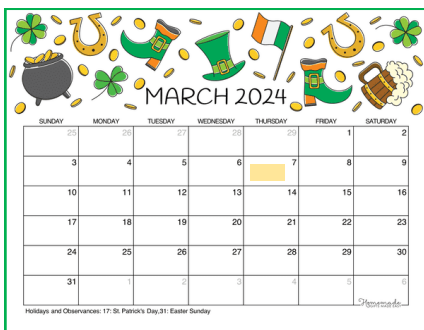 MARCH 2024
SUNDAY MONDAY TUESDAY WEDNESDAY THURSDAY FRIDAY SATURDAY
25 26 27 28 29 1 2
3 4 5 6 7 8 9
10 11 12 13 14 15 16
17 18 19 20 21 22 23
24 25 26 27 28 29 30
31 1 2 3 4 5 6
Homemade
Holidays and Observances: 17: St. Patrick's Day,31: Easter Sunday